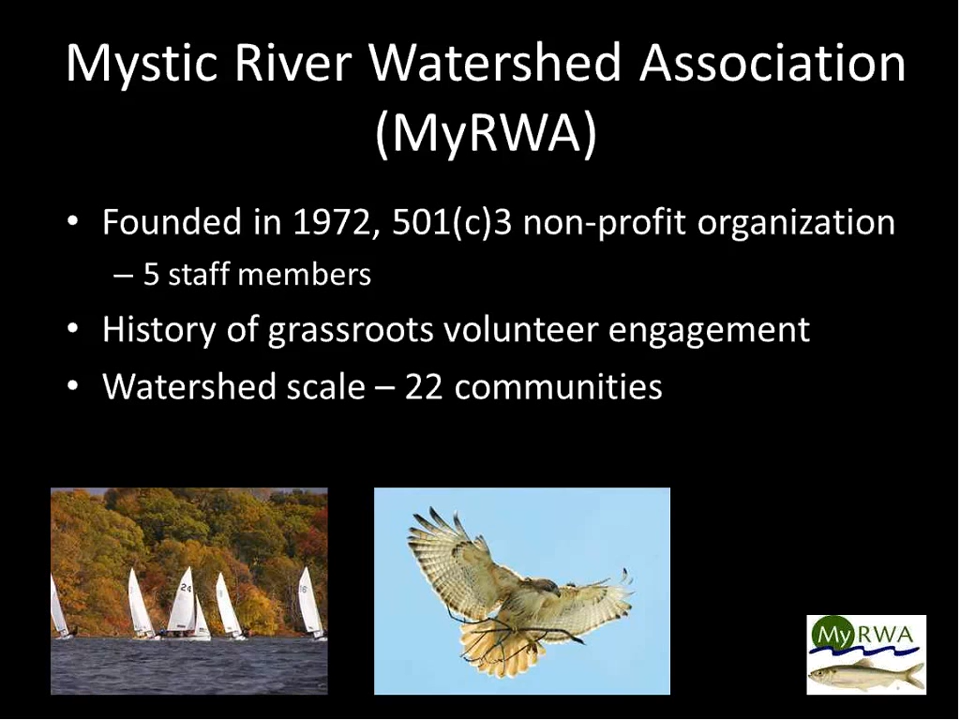 Mystic River Watershed Association
(MyRWA)
• Founded in 1972, 501(c)3 non-profit organization
– 5 staff members
• History of grassroots volunteer engagement
• Watershed scale – 22 communities
24
MyRWA